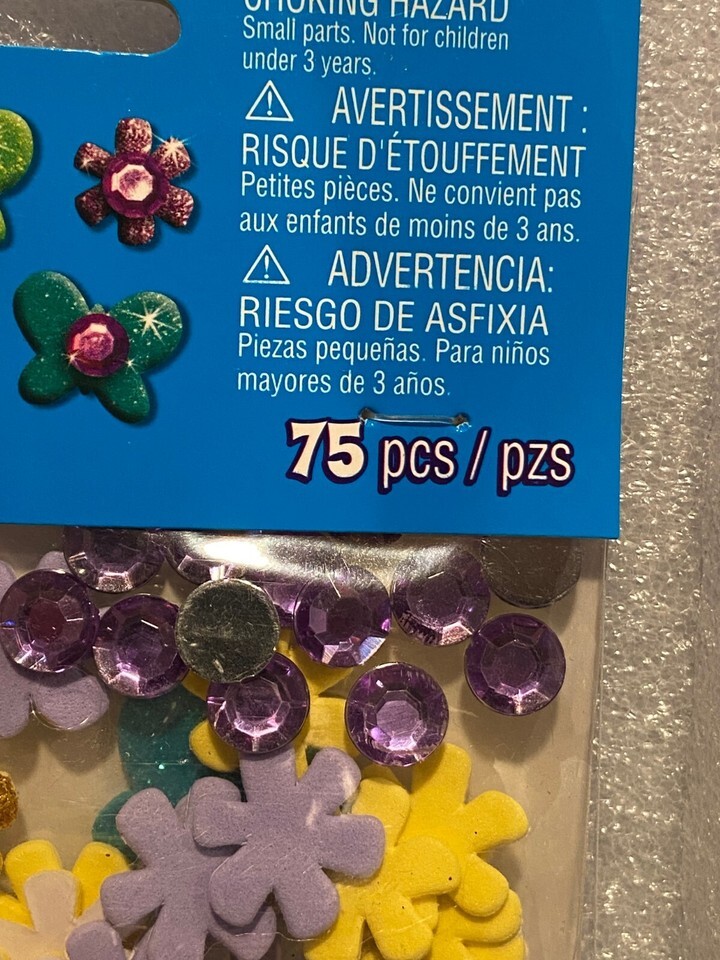 CHOKING HAZARD
Small parts. Not for children
under 3 years.
⚠ AVERTISSEMENT :
RISQUE D'ÉTOUFFEMENT
Petites pièces. Ne convient pas
aux enfants de moins de 3 ans.
⚠ ADVERTENCIA:
RIESGO DE ASFIXIA
Piezas pequeñas. Para niños
mayores de 3 años.
75 pcs / pzs